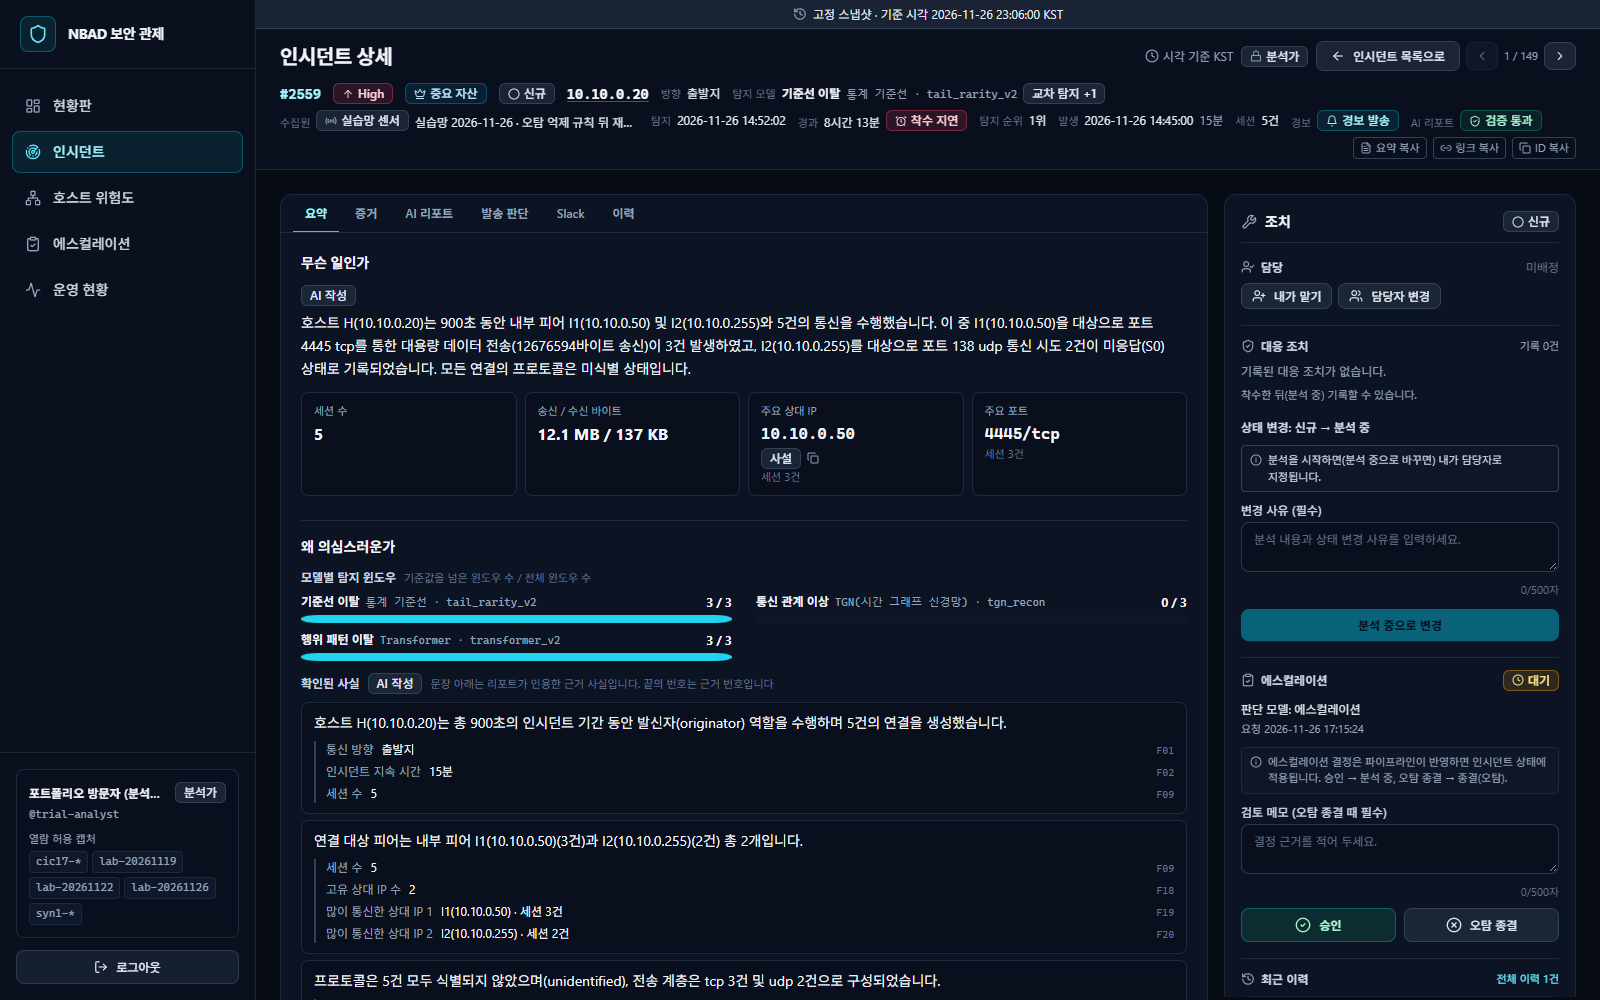 고정 스냅샷 · 기준 시각 2026-11-26 23:06:00 KST
NBAD 보안 관제
현황판
인시던트
호스트 위험도
에스컬레이션
운영 현황
포트폴리오 방문자 (분석... 분석가
@trial-analyst
열람 허용 캡처
cic17-* lab-20261119
lab-20261122 lab-20261126
syn1-*
로그아웃
인시던트 상세
시각 기준 KST 분석가 인시던트 목록으로 1 / 149
#2559 High 중요 자산 신규 10.10.0.20 방향 출발지 탐지 모델 기준선 이탈 통계 기준선 · tail_rarity_v2 교차 탐지 +1
수집원 실습망 센서 실습망 2026-11-26 · 오탐 억제 규칙 뒤 재... 탐지 2026-11-26 14:52:02 경과 8시간 13분 착수 지연 탐지 순위 1위 발생 2026-11-26 14:45:00 15분 세션 5건 경보 경보 발송 AI 리포트 검증 통과
요약 복사 링크 복사 ID 복사
요약 증거 AI 리포트 발송 판단 Slack 이력
무슨 일인가
AI 작성
호스트 H(10.10.0.20)는 900초 동안 내부 피어 I1(10.10.0.50) 및 I2(10.10.0.255)와 5건의 통신을 수행했습니다. 이 중 I1(10.10.0.50)을 대상으로 포트
4445 tcp를 통한 대용량 데이터 전송(12676594바이트 송신)이 3건 발생하였고, I2(10.10.0.255)를 대상으로 포트 138 udp 통신 시도 2건이 미응답(S0)
상태로 기록되었습니다. 모든 연결의 프로토콜은 미식별 상태입니다.
세션 수
5
송신 / 수신 바이트
12.1 MB / 137 KB
주요 상대 IP
10.10.0.50
사설
세션 3건
주요 포트
4445/tcp
세션 3건
왜 의심스러운가
모델별 탐지 윈도우 기준값을 넘은 윈도우 수 / 전체 윈도우 수
기준선 이탈 통계 기준선 · tail_rarity_v2 3 / 3
통신 관계 이상 TGN(시간 그래프 신경망) · tgn_recon 0 / 3
행위 패턴 이탈 Transformer · transformer_v2 3 / 3
확인된 사실 AI 작성 문장 아래는 리포트가 인용한 근거 사실입니다. 끝의 번호는 근거 번호입니다
호스트 H(10.10.0.20)는 총 900초의 인시던트 기간 동안 발신자(originator) 역할을 수행하며 5건의 연결을 생성했습니다.
통신 방향 출발지 F01
인시던트 지속 시간 15분 F02
세션 수 5 F09
연결 대상 피어는 내부 피어 I1(10.10.0.50)(3건)과 I2(10.10.0.255)(2건) 총 2개입니다.
세션 수 5 F09
고유 상대 IP 수 2 F18
많이 통신한 상대 IP 1 I1(10.10.0.50) · 세션 3건 F19
많이 통신한 상대 IP 2 I2(10.10.0.255) · 세션 2건 F20
프로토콜은 5건 모두 식별되지 않았으며(unidentified), 전송 계층은 tcp 3건 및 udp 2건으로 구성되었습니다.
조치 신규
담당 미배정
내가 맡기 담당자 변경
대응 조치 기록 0건
기록된 대응 조치가 없습니다.
착수한 뒤(분석 중) 기록할 수 있습니다.
상태 변경: 신규 → 분석 중
분석을 시작하면(분석 중으로 바꾸면) 내가 담당자로
지정됩니다.
변경 사유 (필수)
분석 내용과 상태 변경 사유를 입력하세요.
0/500자
분석 중으로 변경
에스컬레이션 대기
판단 모델: 에스컬레이션
요청 2026-11-26 17:15:24
에스컬레이션 결정은 파이프라인이 반영하면 인시던트 상태에
적용됩니다. 승인 → 분석 중, 오탐 종결 → 종결(오탐).
검토 메모 (오탐 종결 때 필수)
결정 근거를 적어 두세요.
0/500자
승인 오탐 종결
최근 이력 전체 이력 1건